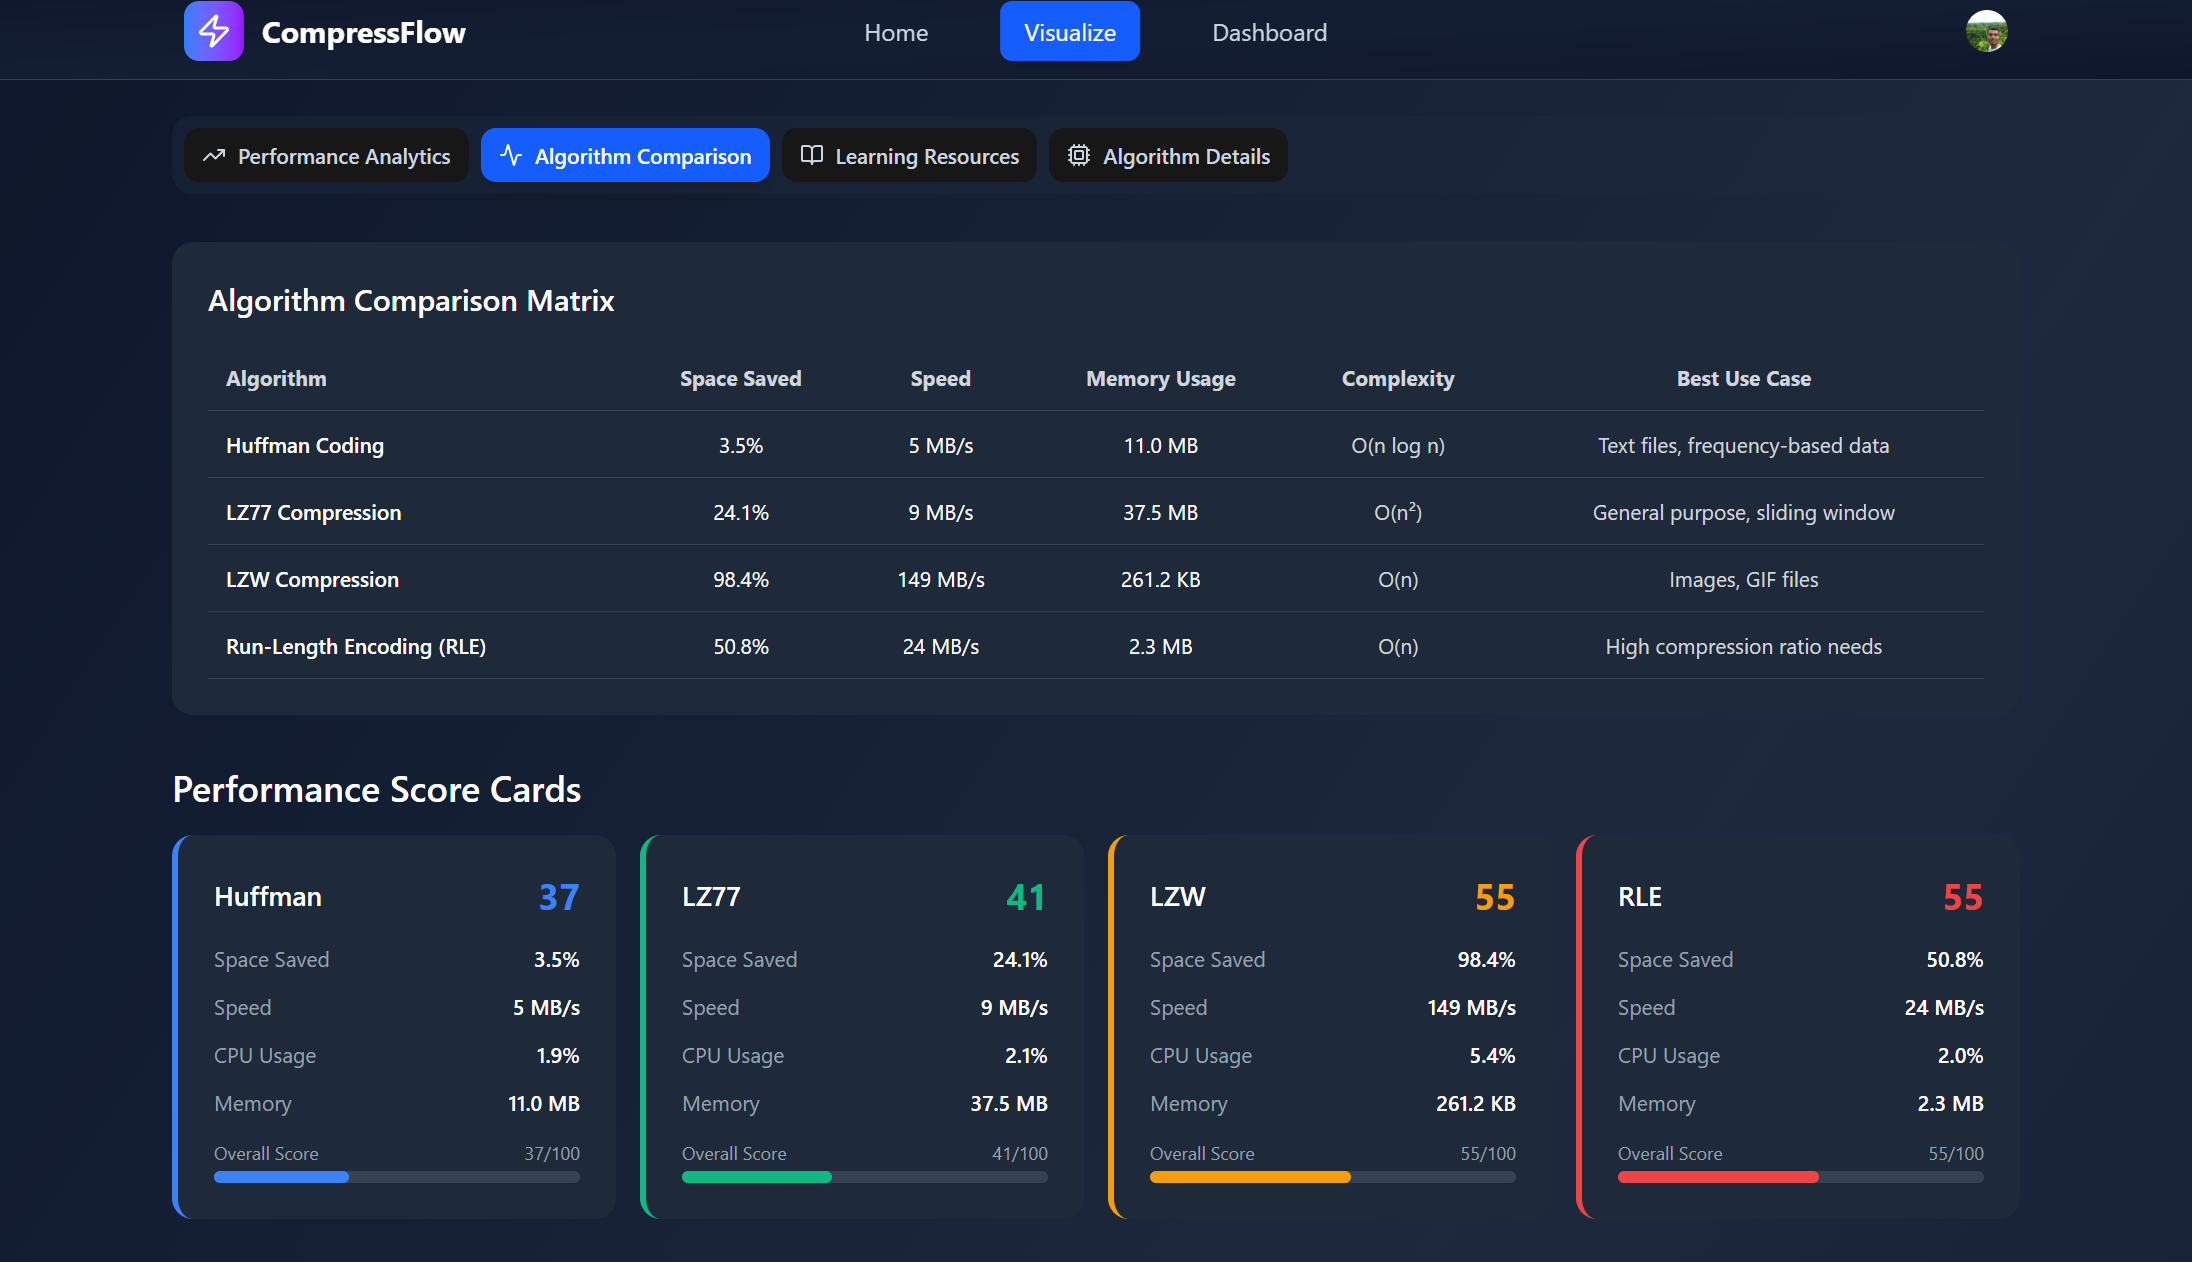 CompressFlow
Home Visualize Dashboard
Performance Analytics Algorithm Comparison Learning Resources Algorithm Details
Algorithm Comparison Matrix
Algorithm Space Saved Speed Memory Usage Complexity Best Use Case
Huffman Coding 3.5% 5 MB/s 11.0 MB O(n log n) Text files, frequency-based data
LZ77 Compression 24.1% 9 MB/s 37.5 MB O(n²) General purpose, sliding window
LZW Compression 98.4% 149 MB/s 261.2 KB O(n) Images, GIF files
Run-Length Encoding (RLE) 50.8% 24 MB/s 2.3 MB O(n) High compression ratio needs
Performance Score Cards
Huffman 37
Space Saved 3.5%
Speed 5 MB/s
CPU Usage 1.9%
Memory 11.0 MB
Overall Score 37/100
LZ77 41
Space Saved 24.1%
Speed 9 MB/s
CPU Usage 2.1%
Memory 37.5 MB
Overall Score 41/100
LZW 55
Space Saved 98.4%
Speed 149 MB/s
CPU Usage 5.4%
Memory 261.2 KB
Overall Score 55/100
RLE 55
Space Saved 50.8%
Speed 24 MB/s
CPU Usage 2.0%
Memory 2.3 MB
Overall Score 55/100